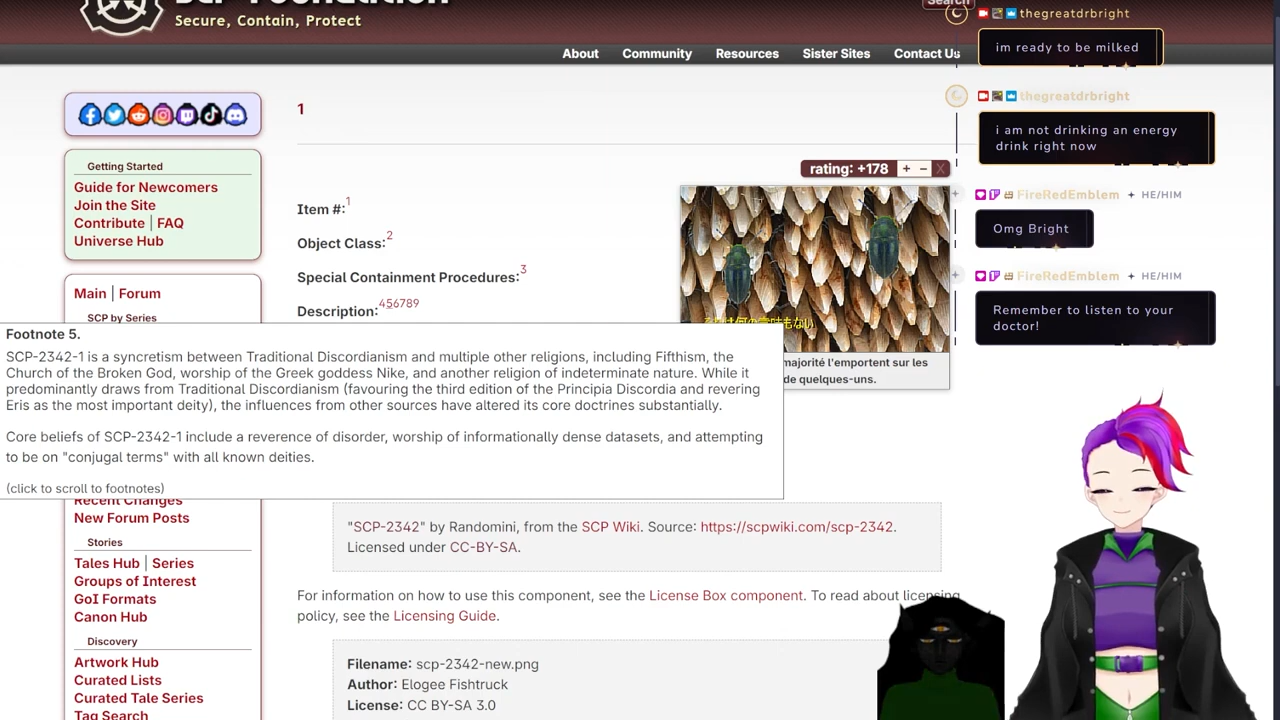 Secure, Contain, Protect
Search
About
Community
Resources
Sister Sites
Contact Us
1
rating: +178
+
−
X
Getting Started
Guide for Newcomers
Join the Site
Contribute | FAQ
Universe Hub
Main | Forum
SCP by Series
Item #:1
Object Class:2
Special Containment Procedures:3
Description:456789
majorité l'emportent sur les
de quelques-uns.
Footnote 5.
SCP-2342-1 is a syncretism between Traditional Discordianism and multiple other religions, including Fifthism, the
Church of the Broken God, worship of the Greek goddess Nike, and another religion of indeterminate nature. While it
predominantly draws from Traditional Discordianism (favouring the third edition of the Principia Discordia and revering
Eris as the most important deity), the influences from other sources have altered its core doctrines substantially.
Core beliefs of SCP-2342-1 include a reverence of disorder, worship of informationally dense datasets, and attempting
to be on "conjugal terms" with all known deities.
(click to scroll to footnotes)
Recent Changes
New Forum Posts
Stories
Tales Hub | Series
Groups of Interest
GoI Formats
Canon Hub
Discovery
Artwork Hub
Curated Lists
Curated Tale Series
Tag Search
"SCP-2342" by Randomini, from the SCP Wiki. Source: https://scpwiki.com/scp-2342.
Licensed under CC-BY-SA.
For information on how to use this component, see the License Box component. To read about licensing
policy, see the Licensing Guide.
Filename: scp-2342-new.png
Author: Elogee Fishtruck
License: CC BY-SA 3.0
thegreatdrbright
im ready to be milked
thegreatdrbright
i am not drinking an energy
drink right now
FireRedEmblem HE/HIM
Omg Bright
FireRedEmblem HE/HIM
Remember to listen to your
doctor!